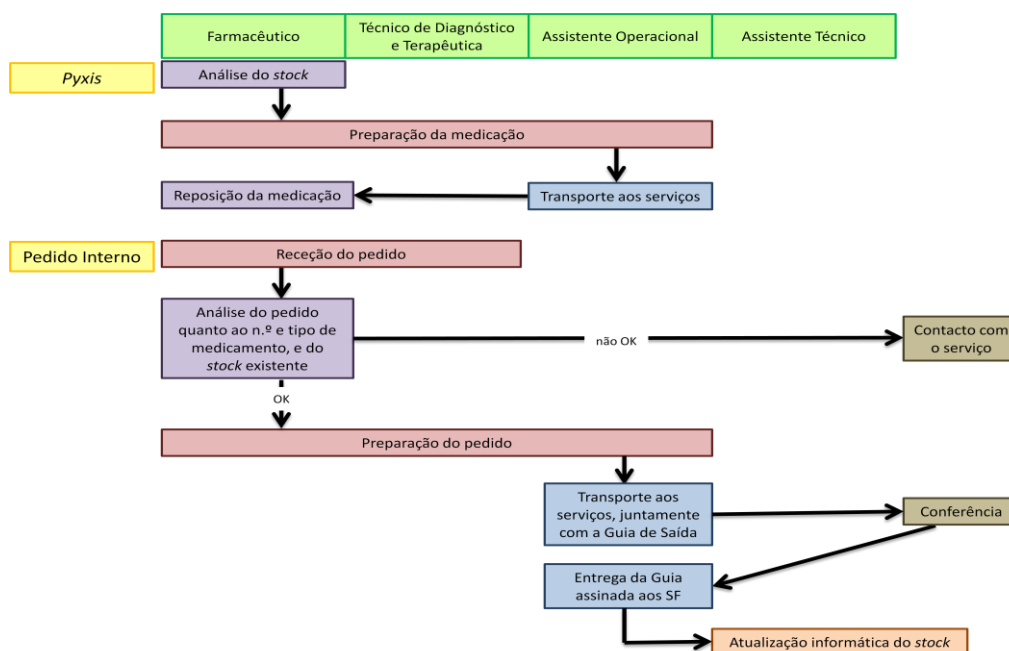 Farmacêutico
Técnico de Diagnóstico
e Terapêutica
Assistente Operacional
Assistente Técnico
Pyxis
Análise do stock
Preparação da medicação
Reposição da medicação
Transporte aos serviços
Pedido Interno
Receção do pedido
Análise do pedido
quanto ao n.º e tipo de
medicamento, e do
stock existente
não OK
Contacto com
o serviço
OK
Preparação do pedido
Transporte aos
serviços, juntamente
com a Guia de Saída
Conferência
Entrega da Guia
assinada aos SF
Atualização informática do stock